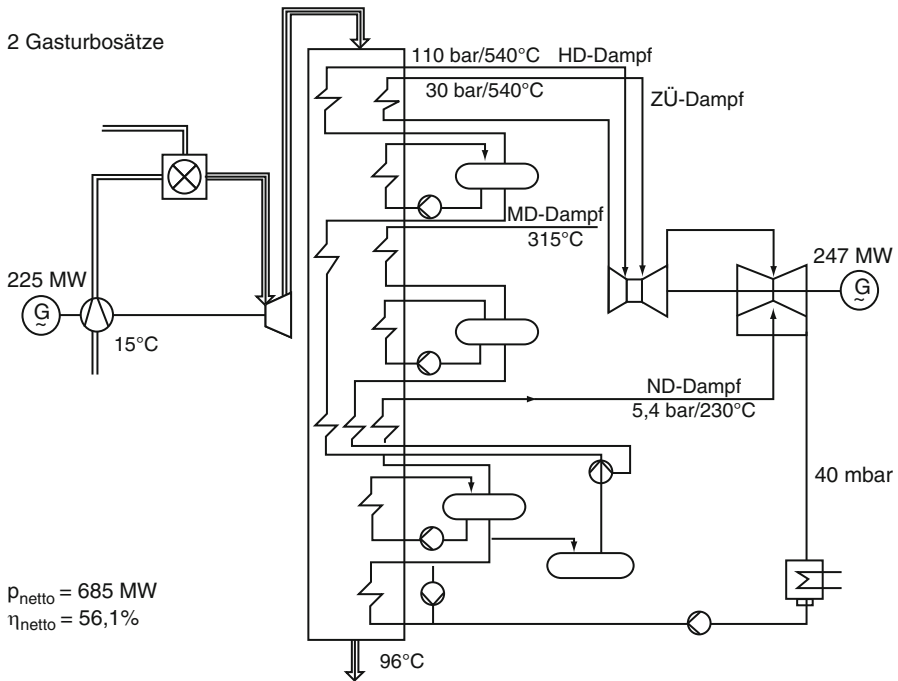 2 Gasturbosätze
110 bar/540°C HD-Dampf
30 bar/540°C
ZÜ-Dampf
MD-Dampf
315°C
225 MW
G
~
15°C
247 MW
G
~
ND-Dampf
5,4 bar/230°C
40 mbar
p_netto = 685 MW
η_netto = 56,1%
96°C